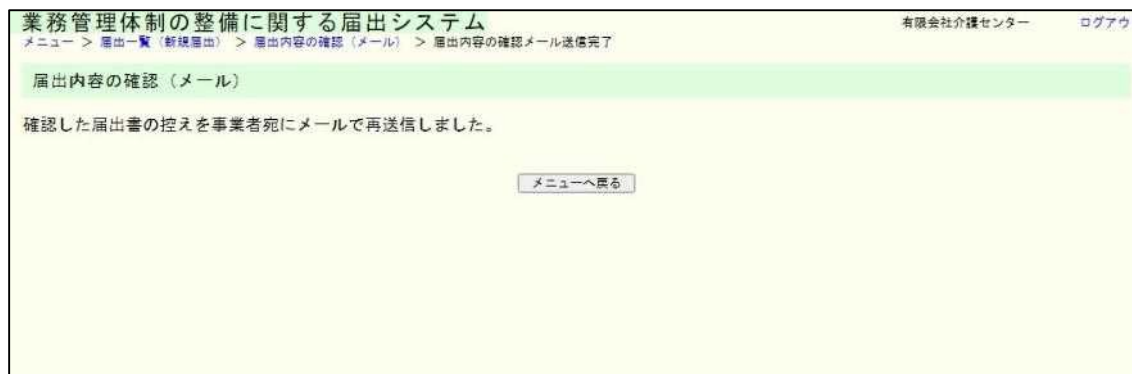 業務管理体制の整備に関する届出システム 有限会社介護センター ログアウ
メニュー > 届出一覧（新規届出） > 届出内容の確認（メール） > 届出内容の確認メール送信完了
届出内容の確認（メール）
確認した届出書の控えを事業者宛にメールで再送信しました。
メニューへ戻る